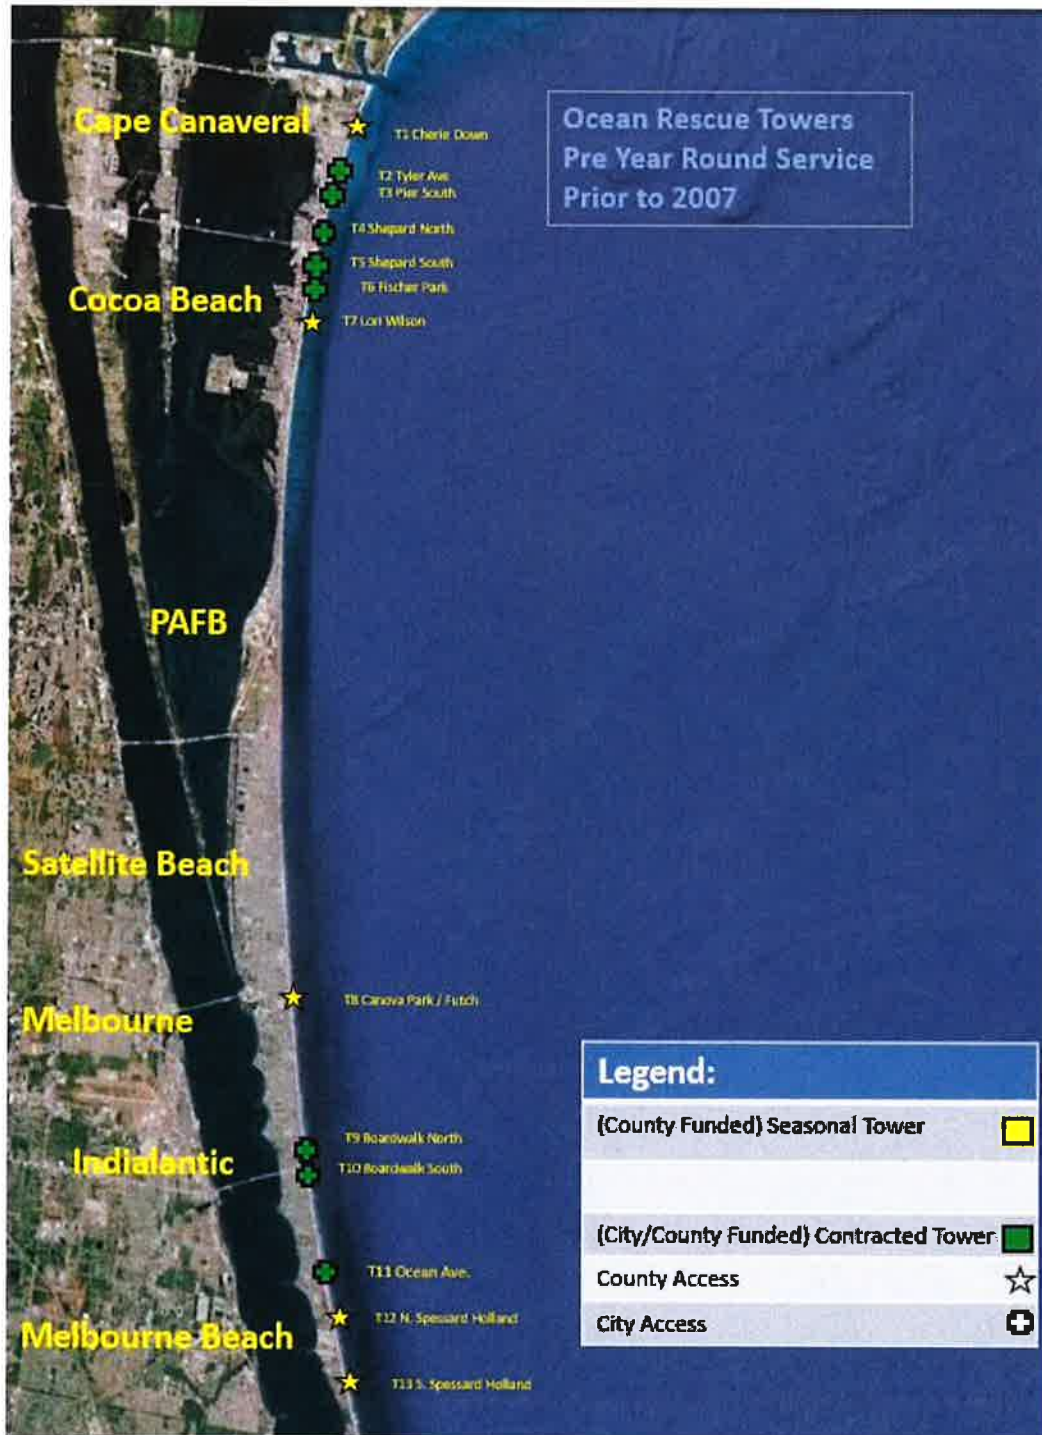 Ocean Rescue Towers
Pre Year Round Service
Prior to 2007
Cape Canaveral
T1 Cherie Down
T2 Tyler Ave
T3 Pier South
T4 Shepard North
T5 Shepard South
T6 Fischer Park
Cocoa Beach
T7 Lori Wilson
PAFB
Satellite Beach
T8 Canova Park / Futch
Melbourne
T9 Boardwalk North
Indialantic
T10 Boardwalk South
T11 Ocean Ave.
T12 N. Spessard Holland
Melbourne Beach
T13 S. Spessard Holland
Legend:
(County Funded) Seasonal Tower
(City/County Funded) Contracted Tower
County Access
City Access